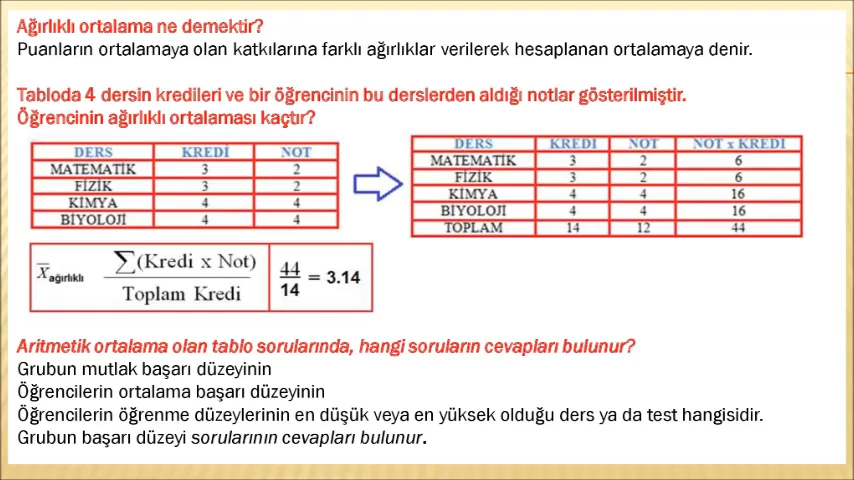 Ağırlıklı ortalama ne demektir?
Puanların ortalamaya olan katkılarına farklı ağırlıklar verilerek hesaplanan ortalamaya denir.
Tabloda 4 dersin kredileri ve bir öğrencinin bu derslerden aldığı notlar gösterilmiştir.
Öğrencinin ağırlıklı ortalaması kaçtır?
DERS KREDİ NOT
MATEMATİK 3 2
FİZİK 3 2
KİMYA 4 4
BİYOLOJİ 4 4
DERS KREDI NOT NOT x KREDI
MATEMATİK 3 2 6
FİZİK 3 2 6
KİMYA 4 4 16
BİYOLOJI 4 4 16
TOPLAM 14 12 44
X ağırlıklı ∑(Kredi x Not) / Toplam Kredi 44/14 = 3.14
Aritmetik ortalama olan tablo sorularında, hangi soruların cevapları bulunur?
Grubun mutlak başarı düzeyinin
Öğrencilerin ortalama başarı düzeyinin
Öğrencilerin öğrenme düzeylerinin en düşük veya en yüksek olduğu ders ya da test hangisidir.
Grubun başarı düzeyi sorularının cevapları bulunur.